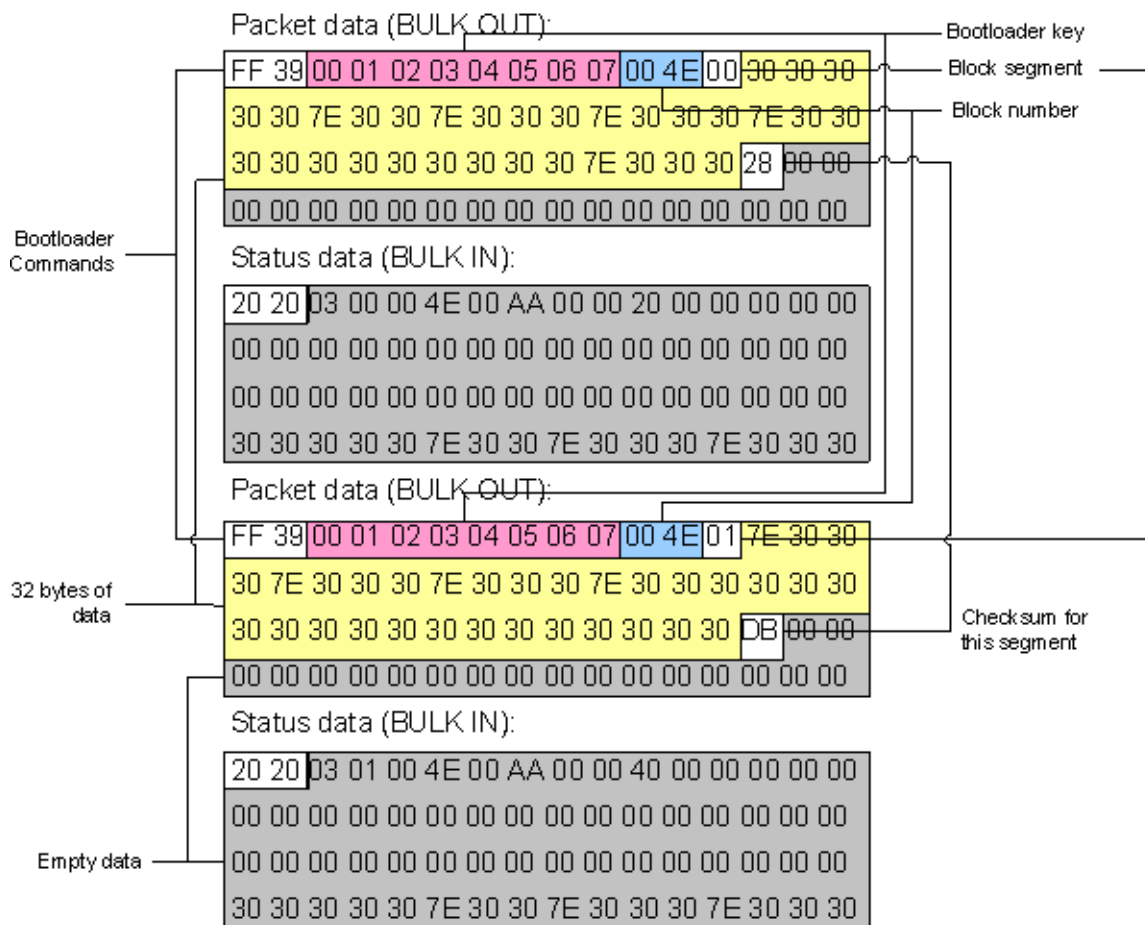 Packet data (BULK OUT):
Bootloader key
FF 39 00 01 02 03 04 05 06 07 00 4E 00 30 30 30
Block segment
30 30 7E 30 30 7E 30 30 30 7E 30 30 30 7E 30 30
Block number
30 30 30 30 30 30 30 30 30 7E 30 30 30 28 00 00
00 00 00 00 00 00 00 00 00 00 00 00 00 00 00 00
Bootloader
Commands
Status data (BULK IN):
20 20 03 00 00 4E 00 AA 00 00 20 00 00 00 00 00
00 00 00 00 00 00 00 00 00 00 00 00 00 00 00 00
00 00 00 00 00 00 00 00 00 00 00 00 00 00 00 00
30 30 30 30 30 7E 30 30 7E 30 30 30 7E 30 30 30
Packet data (BULK OUT):
FF 39 00 01 02 03 04 05 06 07 00 4E 01 7E 30 30
30 7E 30 30 30 7E 30 30 30 7E 30 30 30 30 30 30
32 bytes of
data
30 30 30 30 30 30 30 30 30 30 30 30 30 DB 00 00
Checksum for
this segment
00 00 00 00 00 00 00 00 00 00 00 00 00 00 00 00
Status data (BULK IN):
20 20 03 01 00 4E 00 AA 00 00 40 00 00 00 00 00
00 00 00 00 00 00 00 00 00 00 00 00 00 00 00 00
Empty data
00 00 00 00 00 00 00 00 00 00 00 00 00 00 00 00
30 30 30 30 30 7E 30 30 7E 30 30 30 7E 30 30 30